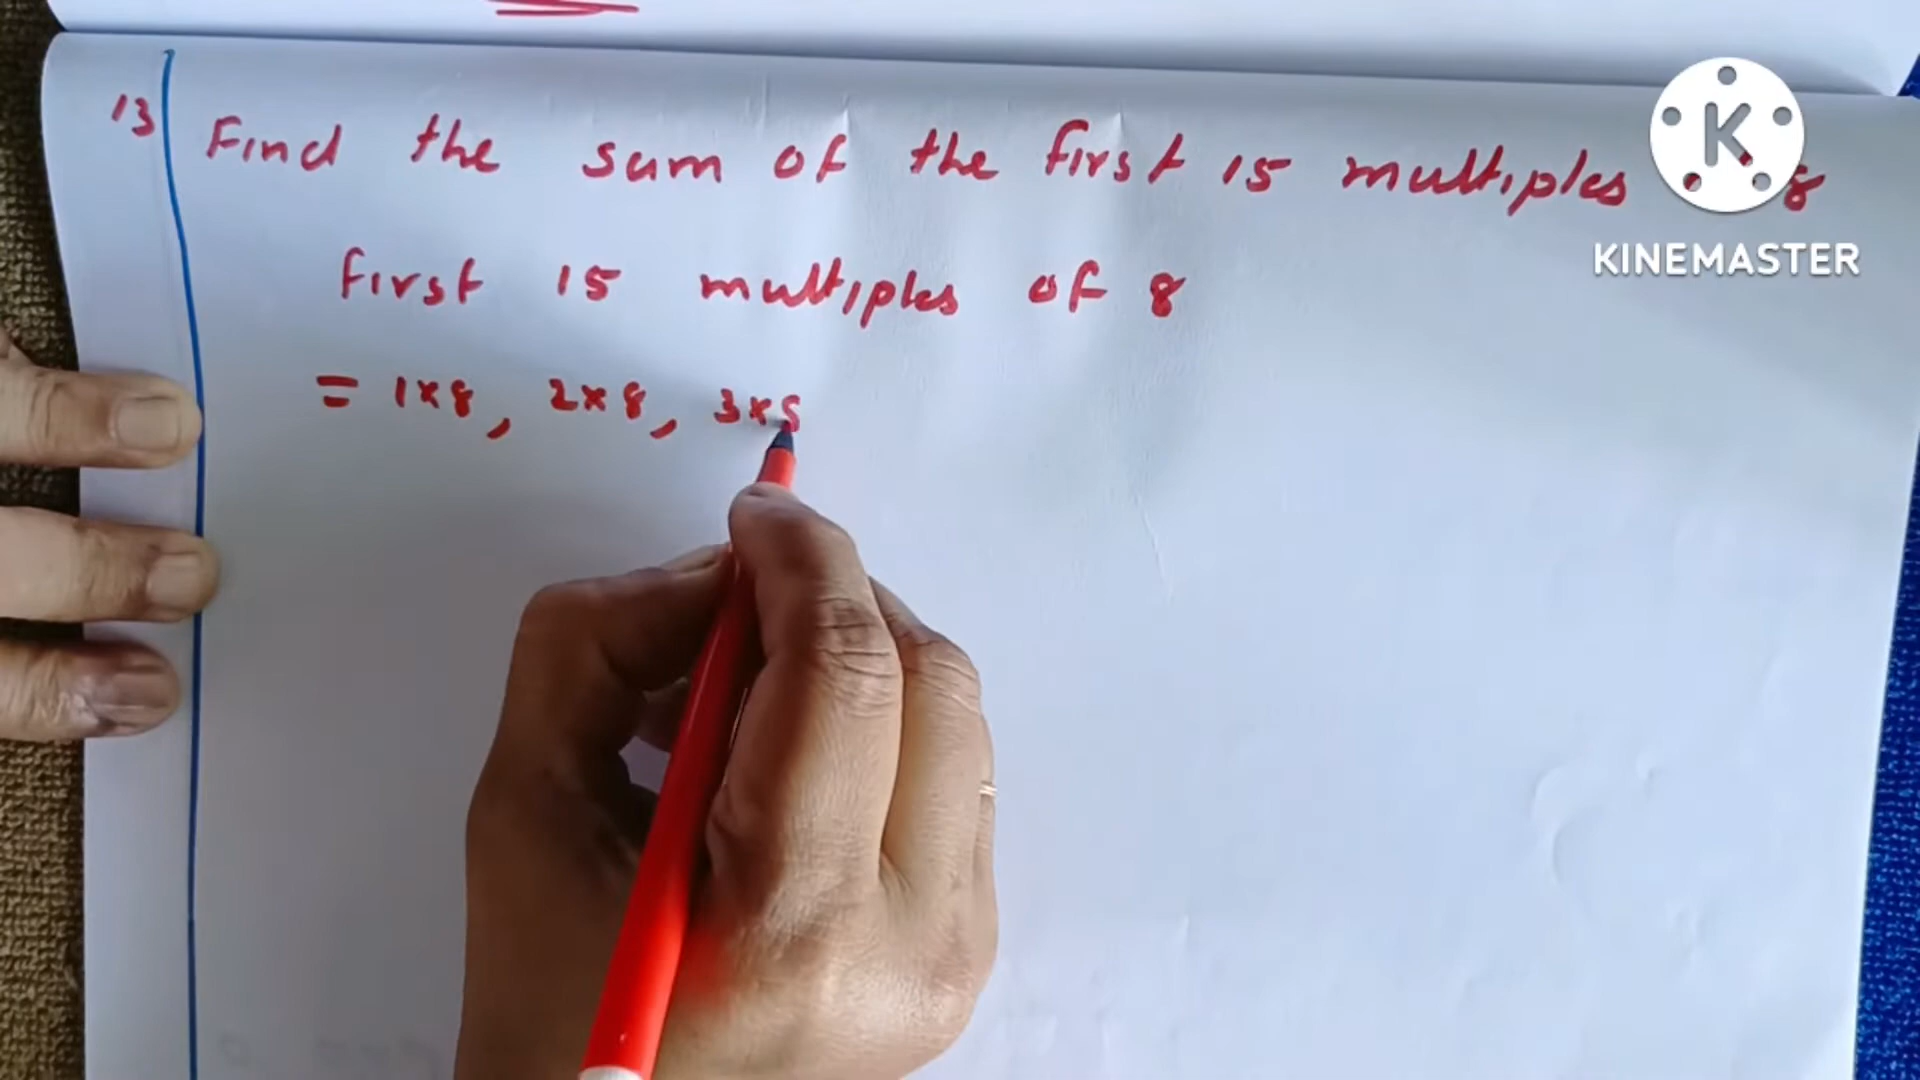 13 Find the sum of the first 15 multiples 8
K
KINEMASTER
first 15 multiples of 8
= 1×8, 2×8, 3×